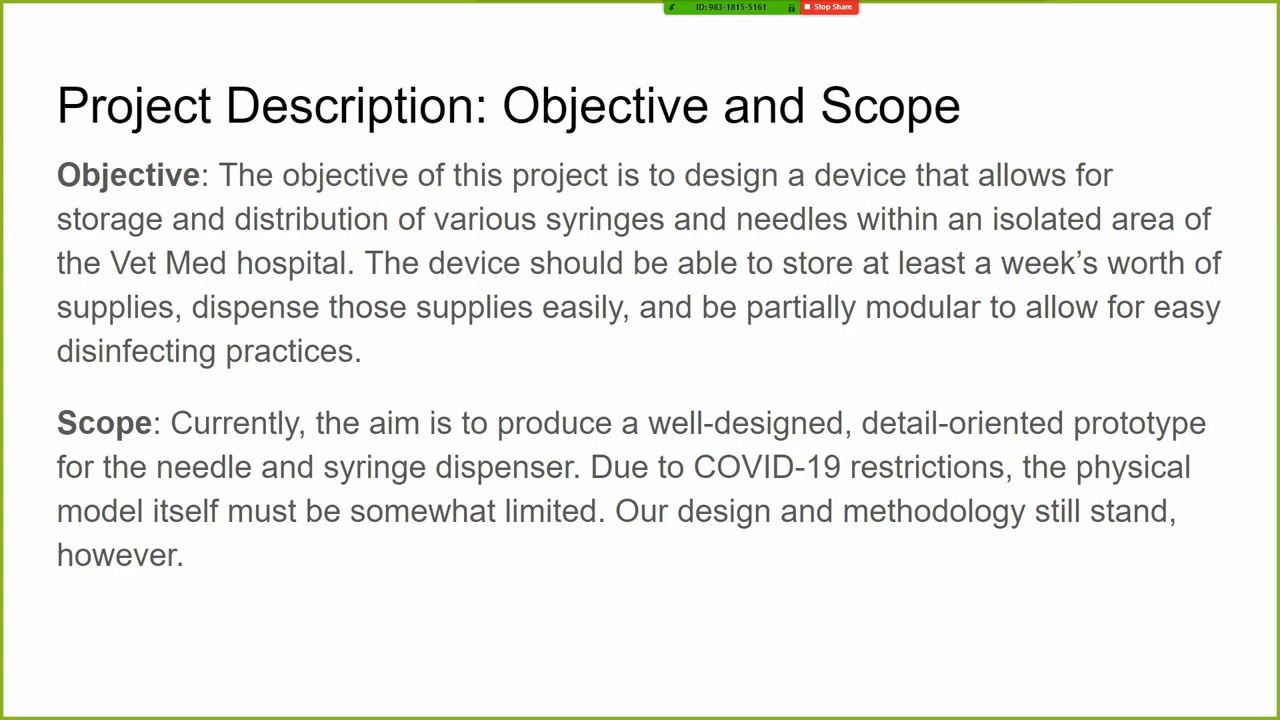 ID: 983-1815-5161
Stop Share
Project Description: Objective and Scope
Objective: The objective of this project is to design a device that allows for
storage and distribution of various syringes and needles within an isolated area of
the Vet Med hospital. The device should be able to store at least a week’s worth of
supplies, dispense those supplies easily, and be partially modular to allow for easy
disinfecting practices.
Scope: Currently, the aim is to produce a well-designed, detail-oriented prototype
for the needle and syringe dispenser. Due to COVID-19 restrictions, the physical
model itself must be somewhat limited. Our design and methodology still stand,
however.